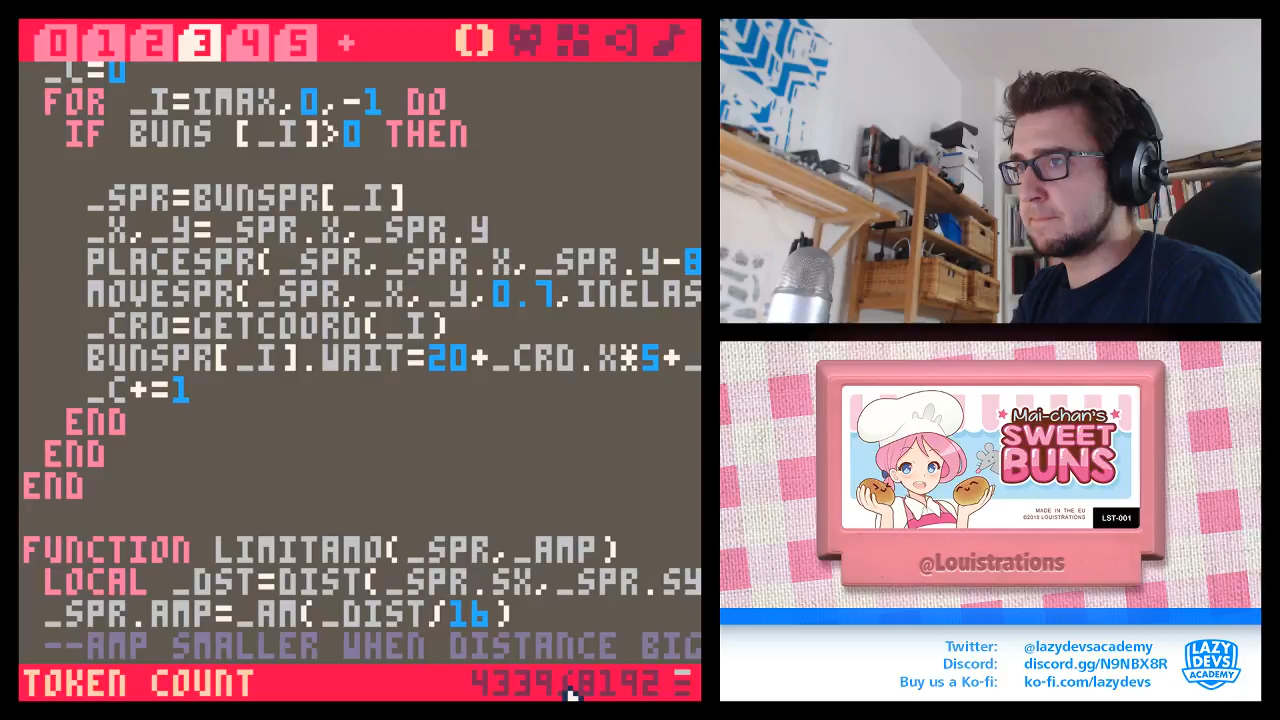 0 1 2 3 4 5 +
_C=0
FOR _I=IMAX,0,-1 DO
IF BUNS [_I]>0 THEN
_SPR=BUNSPR[_I]
_X,_Y=_SPR.X,_SPR.Y
PLACESPR(_SPR,_SPR.X,_SPR.Y-8
MOVESPR(_SPR,_X,_Y,0.7,INELAS
_CRD=GETCOORD(_I)
BUNSPR[_I].WAIT=20+_CRD.X*5+_
_C+=1
END
END
END
FUNCTION LIMITAMO(_SPR,_AMP)
LOCAL _DST=DIST(_SPR.SX,_SPR.SY
_SPR.AMP=_AM(_DIST/16)
--AMP SMALLER WHEN DISTANCE BIG
TOKEN COUNT 4339/8192
Mai-chan's
SWEET
BUNS
MADE IN THE EU
©2018 LOUISTRATIONS
LST-001
@Louistrations
Twitter: @lazydevsacademy
Discord: discord.gg/N9NBX8R
Buy us a Ko-fi: ko-fi.com/lazydevs
LAZY
DEVS
ACADEMY